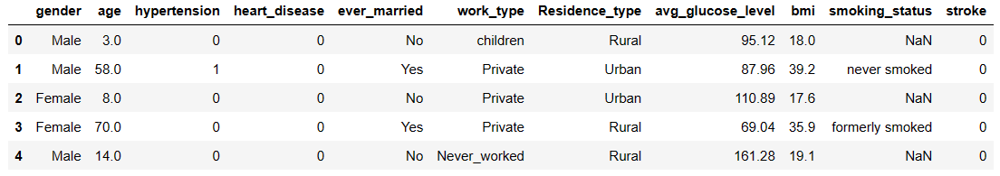 gender age hypertension heart_disease ever_married work_type Residence_type avg_glucose_level bmi smoking_status stroke
0 Male 3.0 0 0 No children Rural 95.12 18.0 NaN 0
1 Male 58.0 1 0 Yes Private Urban 87.96 39.2 never smoked 0
2 Female 8.0 0 0 No Private Urban 110.89 17.6 NaN 0
3 Female 70.0 0 0 Yes Private Rural 69.04 35.9 formerly smoked 0
4 Male 14.0 0 0 No Never_worked Rural 161.28 19.1 NaN 0